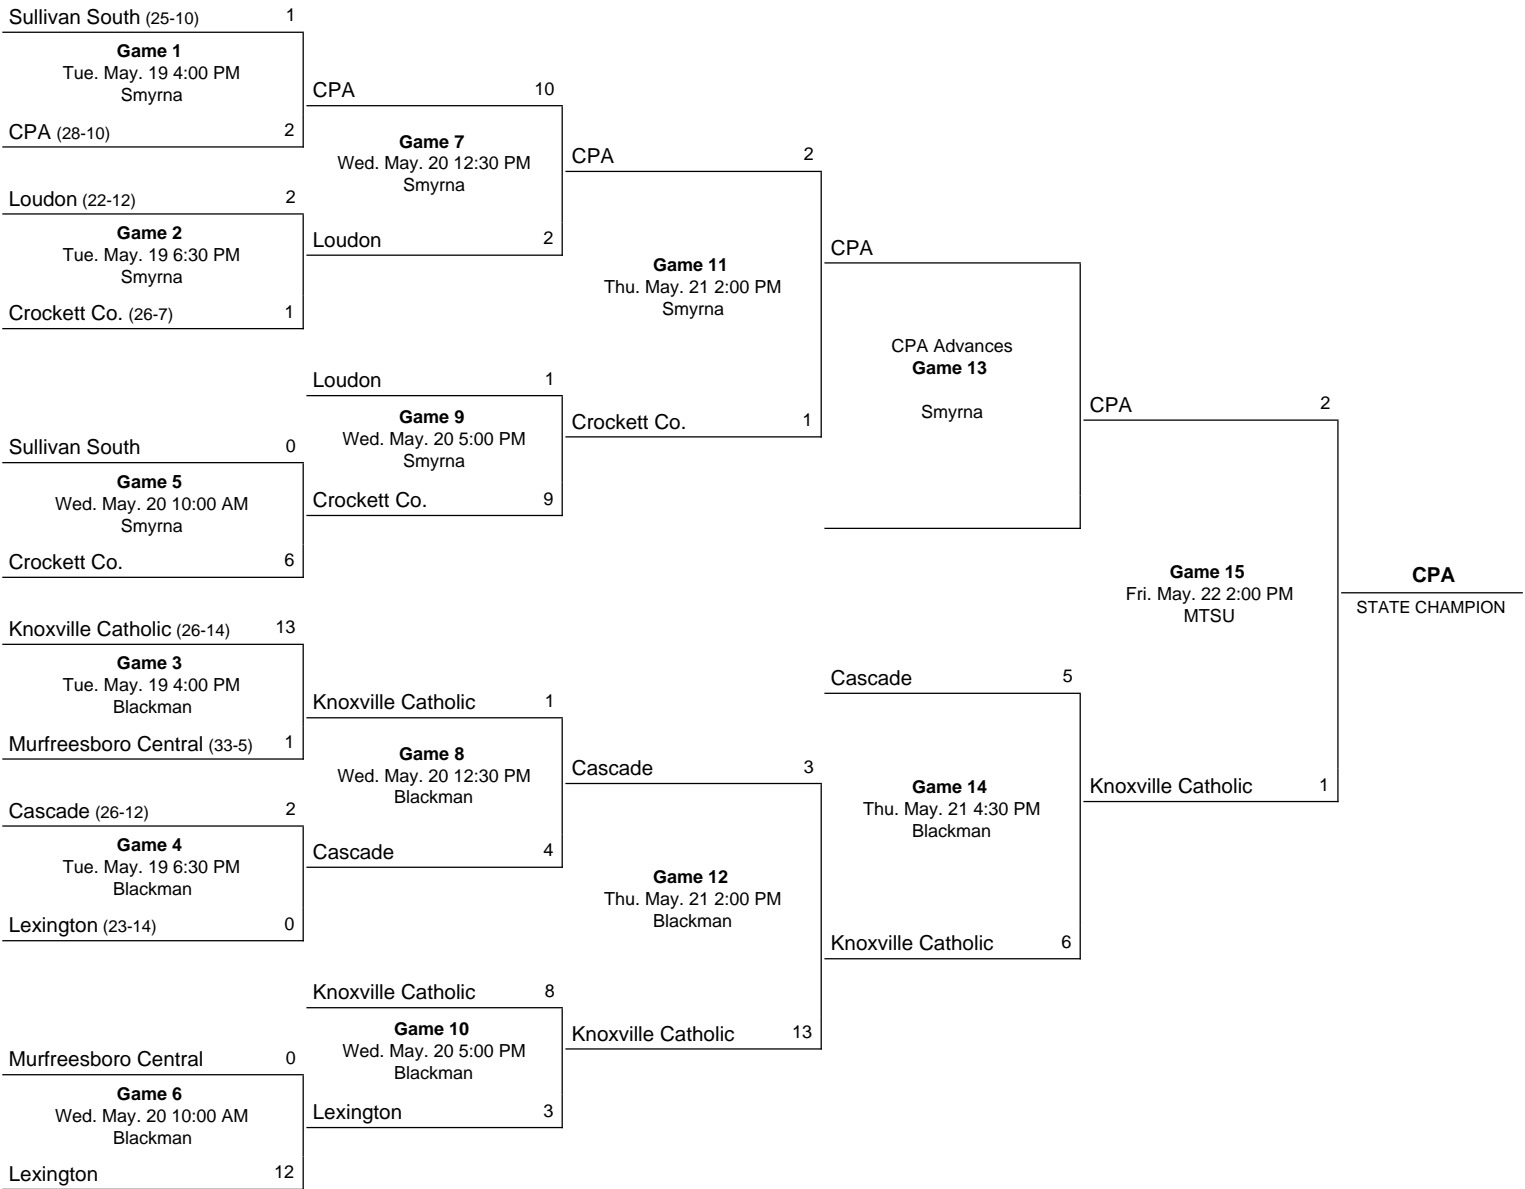 Sullivan South (25-10) 1
Game 1
Tue. May. 19 4:00 PM
Smyrna
CPA (28-10) 2
Loudon (22-12) 2
Game 2
Tue. May. 19 6:30 PM
Smyrna
Crockett Co. (26-7) 1
Sullivan South 0
Game 5
Wed. May. 20 10:00 AM
Smyrna
Crockett Co. 6
Knoxville Catholic (26-14) 13
Game 3
Tue. May. 19 4:00 PM
Blackman
Murfreesboro Central (33-5) 1
Cascade (26-12) 2
Game 4
Tue. May. 19 6:30 PM
Blackman
Lexington (23-14) 0
Murfreesboro Central 0
Game 6
Wed. May. 20 10:00 AM
Blackman
Lexington 12
CPA 10
Game 7
Wed. May. 20 12:30 PM
Smyrna
Loudon 2
Loudon 1
Game 9
Wed. May. 20 5:00 PM
Smyrna
Crockett Co. 9
Knoxville Catholic 1
Game 8
Wed. May. 20 12:30 PM
Blackman
Cascade 4
Knoxville Catholic 8
Game 10
Wed. May. 20 5:00 PM
Blackman
Lexington 3
CPA 2
Game 11
Thu. May. 21 2:00 PM
Smyrna
Crockett Co. 1
Cascade 3
Game 12
Thu. May. 21 2:00 PM
Blackman
Knoxville Catholic 13
CPA
CPA Advances
Game 13
Smyrna
Cascade 5
Game 14
Thu. May. 21 4:30 PM
Blackman
Knoxville Catholic 6
CPA 2
Game 15
Fri. May. 22 2:00 PM
MTSU
Knoxville Catholic 1
CPA
STATE CHAMPION